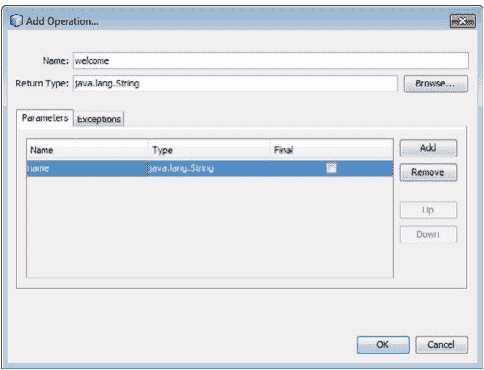 Add Operation...
Name: welcome
Return Type: java.lang.String Browse...
Parameters Exceptions
Name Type Final Add
name java.lang.String Remove
Up
Down
OK Cancel